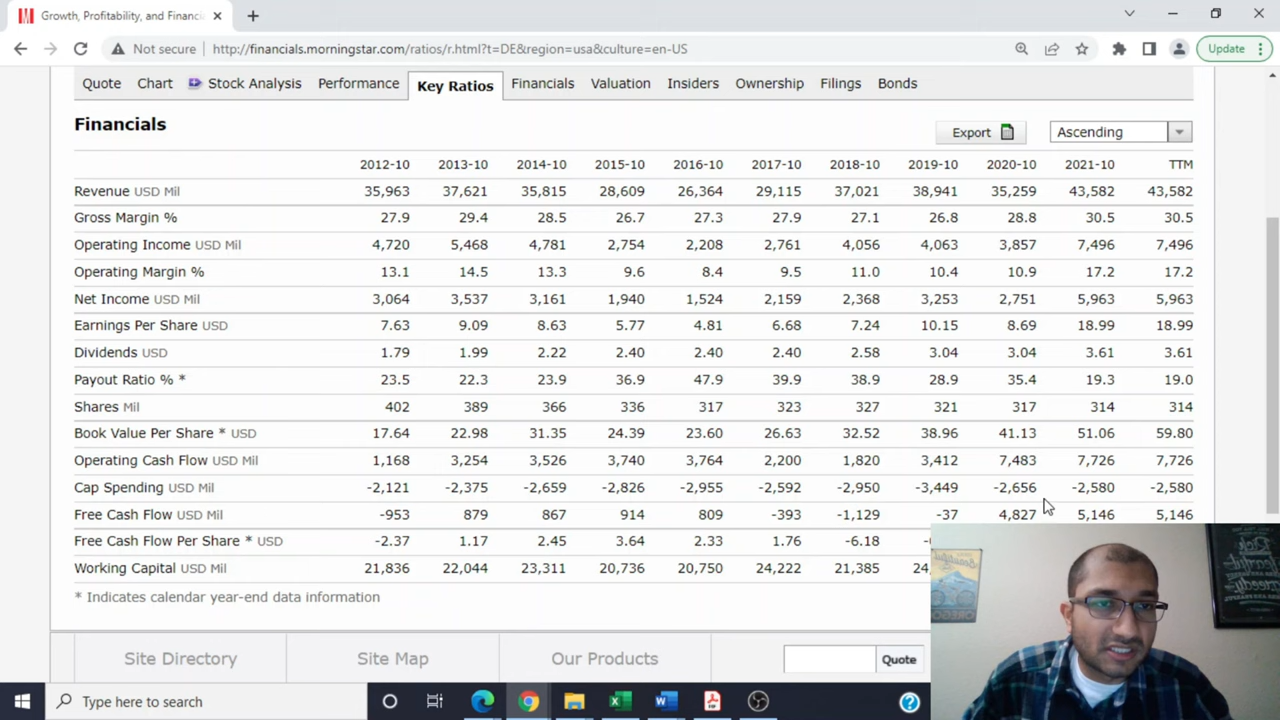 Growth, Profitability, and Financi
Update
Not secure http://financials.morningstar.com/ratios/r.html?t=DE&region=usa&culture=en-US
Quote Chart Stock Analysis Performance Key Ratios Financials Valuation Insiders Ownership Filings Bonds
Financials
Export Ascending
2012-10 2013-10 2014-10 2015-10 2016-10 2017-10 2018-10 2019-10 2020-10 2021-10 TTM
Revenue USD Mil 35,963 37,621 35,815 28,609 26,364 29,115 37,021 38,941 35,259 43,582 43,582
Gross Margin % 27.9 29.4 28.5 26.7 27.3 27.9 27.1 26.8 28.8 30.5 30.5
Operating Income USD Mil 4,720 5,468 4,781 2,754 2,208 2,761 4,056 4,063 3,857 7,496 7,496
Operating Margin % 13.1 14.5 13.3 9.6 8.4 9.5 11.0 10.4 10.9 17.2 17.2
Net Income USD Mil 3,064 3,537 3,161 1,940 1,524 2,159 2,368 3,253 2,751 5,963 5,963
Earnings Per Share USD 7.63 9.09 8.63 5.77 4.81 6.68 7.24 10.15 8.69 18.99 18.99
Dividends USD 1.79 1.99 2.22 2.40 2.40 2.40 2.58 3.04 3.04 3.61 3.61
Payout Ratio % * 23.5 22.3 23.9 36.9 47.9 39.9 38.9 28.9 35.4 19.3 19.0
Shares Mil 402 389 366 336 317 323 327 321 317 314 314
Book Value Per Share * USD 17.64 22.98 31.35 24.39 23.60 26.63 32.52 38.96 41.13 51.06 59.80
Operating Cash Flow USD Mil 1,168 3,254 3,526 3,740 3,764 2,200 1,820 3,412 7,483 7,726 7,726
Cap Spending USD Mil -2,121 -2,375 -2,659 -2,826 -2,955 -2,592 -2,950 -3,449 -2,656 -2,580 -2,580
Free Cash Flow USD Mil -953 879 867 914 809 -393 -1,129 -37 4,827 5,146 5,146
Free Cash Flow Per Share * USD -2.37 1.17 2.45 3.64 2.33 1.76 -6.18
Working Capital USD Mil 21,836 22,044 23,311 20,736 20,750 24,222 21,385 24,
* Indicates calendar year-end data information
Site Directory Site Map Our Products Quote
Type here to search